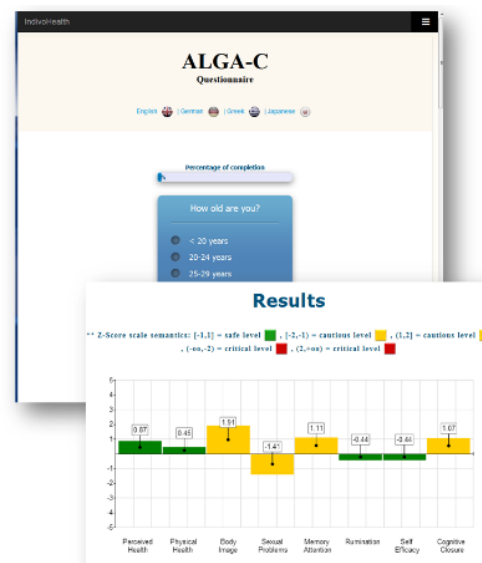 IndivoHealth
ALGA-C
Questionnaire
English | German | Greek | Japanese
Percentage of completion
How old are you?
< 20 years
20-24 years
25-29 years
Results
** Z-Score scale semantics: [-1,1] = safe level , [-2,-1) = cautious level , (1,2] = cautious level
, (-oo,-2) = critical level , (2,+oo) = critical level
5
4
3
2
1
-1
-2
-3
-4
-5
0.87
0.45
1.91
-1.41
1.11
-0.44
-0.44
1.07
Perceived Health
Physical Health
Body Image
Sexual Problems
Memory Attention
Rumination
Self Efficacy
Cognitive Closure